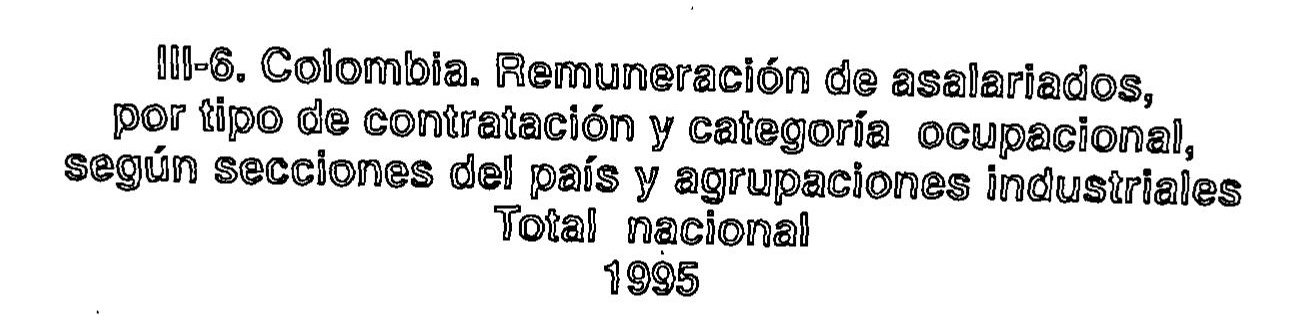 III-6. Colombia. Remuneración de asalariados,
por tipo de contratación y categoría ocupacional,
según secciones del país y agrupaciones industriales
Total nacional
1995